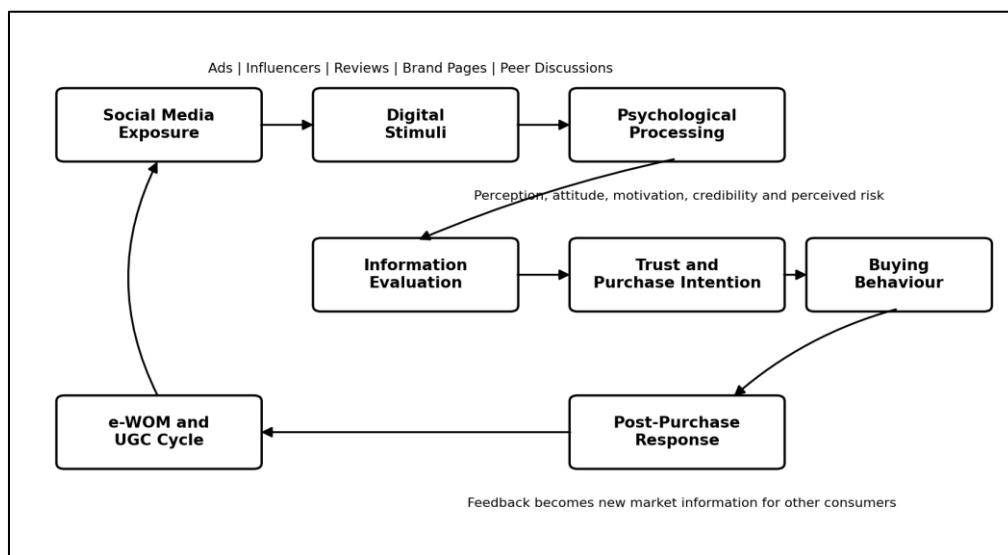 Ads | Influencers | Reviews | Brand Pages | Peer Discussions
Social Media
Exposure
Digital
Stimuli
Psychological
Processing
Perception, attitude, motivation, credibility and perceived risk
Information
Evaluation
Trust and
Purchase Intention
Buying
Behaviour
e-WOM and
UGC Cycle
Post-Purchase
Response
Feedback becomes new market information for other consumers